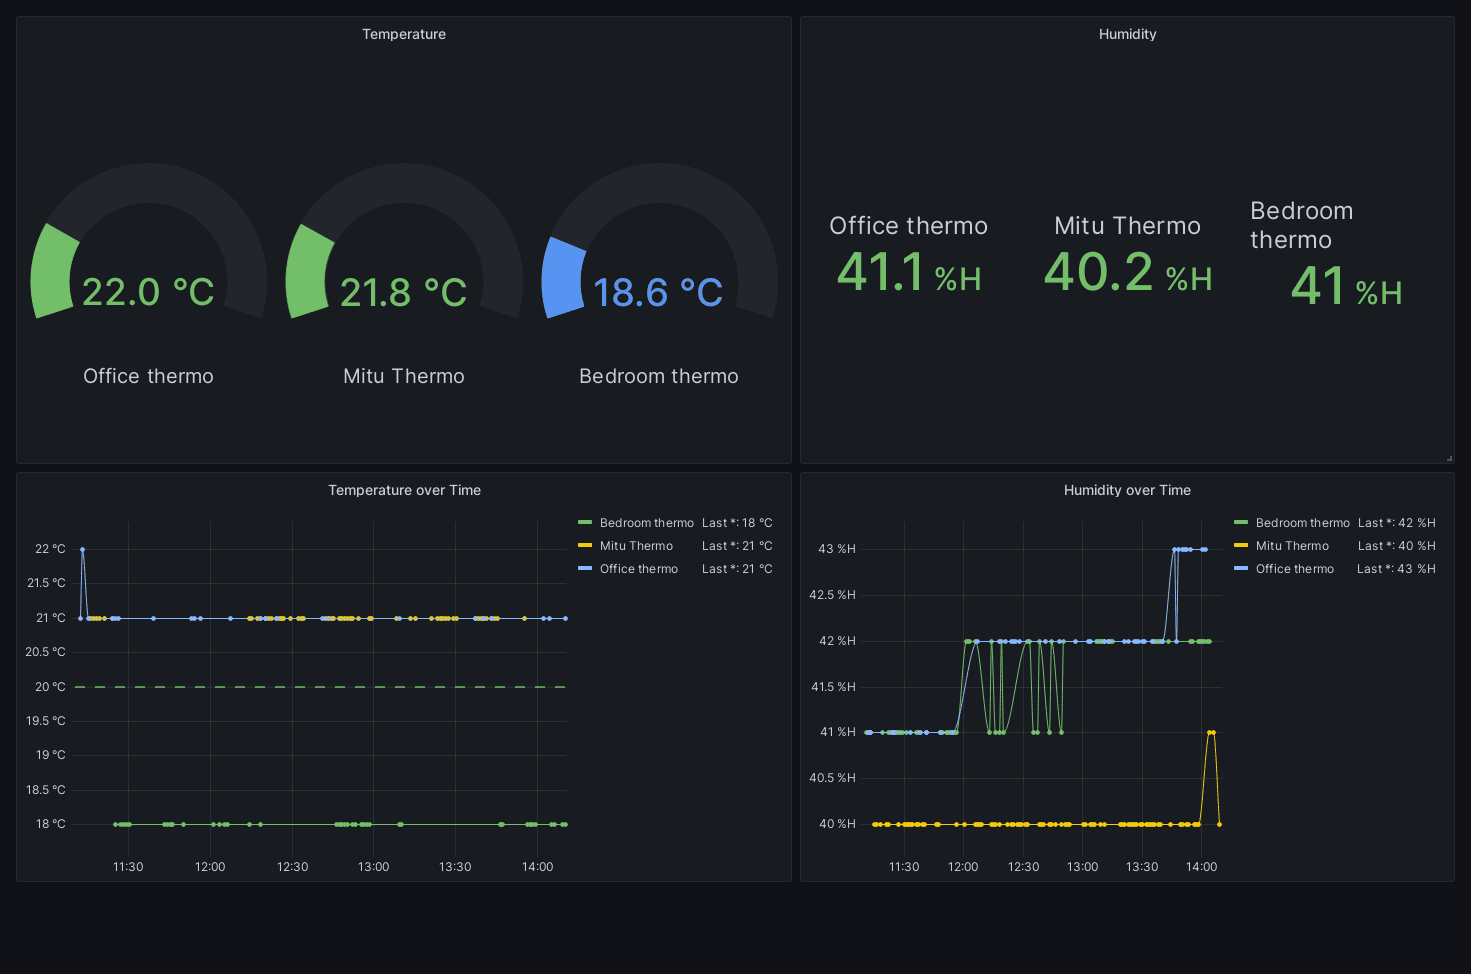 Temperature
22.0 °C
21.8 °C
18.6 °C
Office thermo
Mitu Thermo
Bedroom thermo
Humidity
Office thermo
41.1 %H
Mitu Thermo
40.2 %H
Bedroom
thermo
41 %H
Temperature over Time
22 °C
21.5 °C
21 °C
20.5 °C
20 °C
19.5 °C
19 °C
18.5 °C
18 °C
11:30 12:00 12:30 13:00 13:30 14:00
Bedroom thermo Last *: 18 °C
Mitu Thermo Last *: 21 °C
Office thermo Last *: 21 °C
Humidity over Time
43 %H
42.5 %H
42 %H
41.5 %H
41 %H
40.5 %H
40 %H
11:30 12:00 12:30 13:00 13:30 14:00
Bedroom thermo Last *: 42 %H
Mitu Thermo Last *: 40 %H
Office thermo Last *: 43 %H